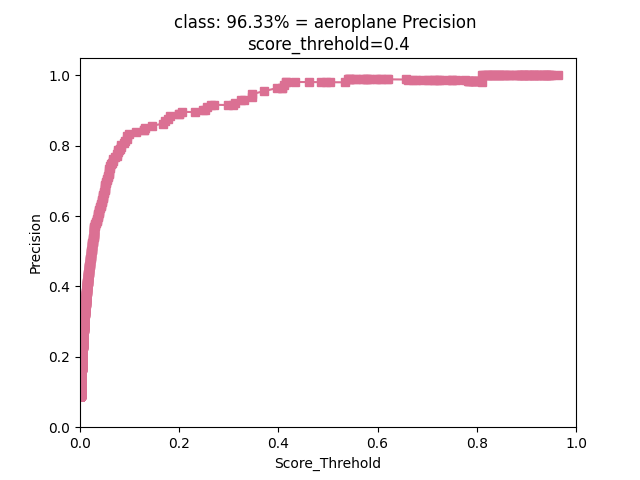 class: 96.33% = aeroplane Precision
score_threhold=0.4
1.0
0.8
0.6
0.4
0.2
0.0
Precision
0.0 0.2 0.4 0.6 0.8 1.0
Score_Threhold